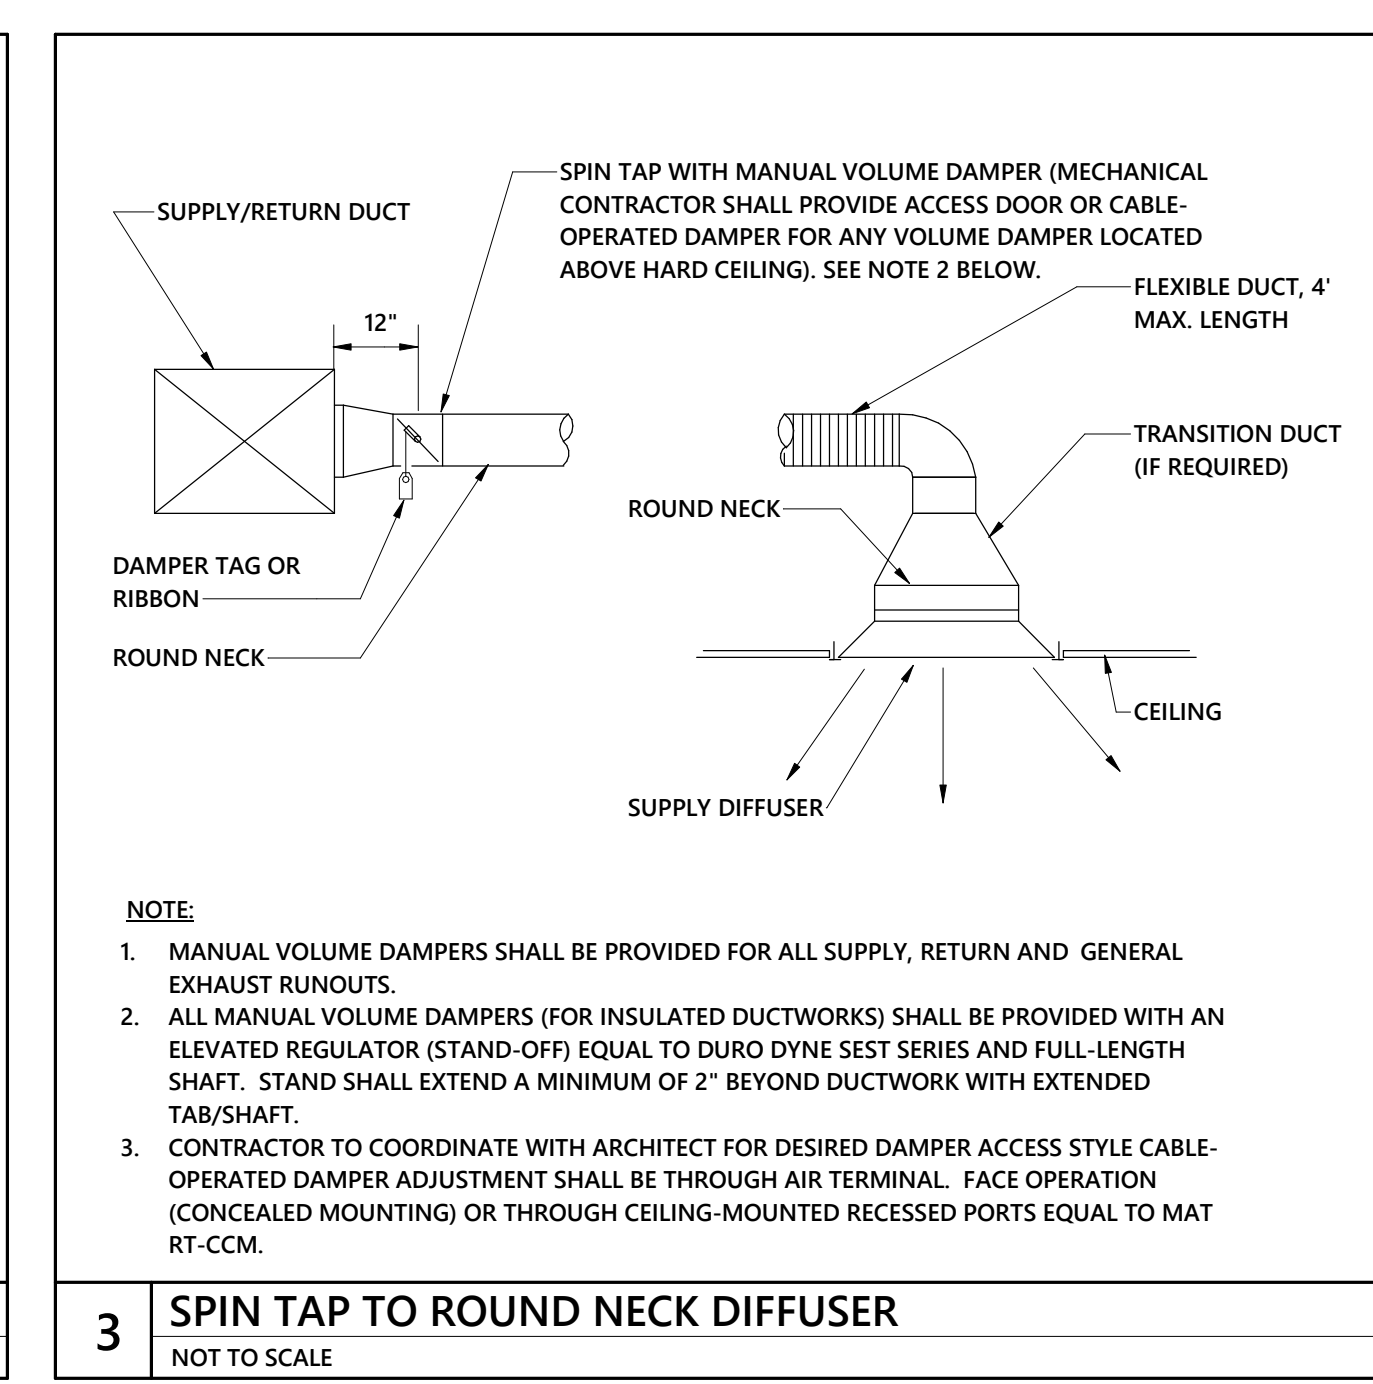 SPIN TAP WITH MANUAL VOLUME DAMPER (MECHANICAL
CONTRACTOR SHALL PROVIDE ACCESS DOOR OR CABLE-
OPERATED DAMPER FOR ANY VOLUME DAMPER LOCATED
ABOVE HARD CEILING). SEE NOTE 2 BELOW.
SUPPLY/RETURN DUCT
FLEXIBLE DUCT, 4'
MAX. LENGTH
12"
TRANSITION DUCT
(IF REQUIRED)
ROUND NECK
DAMPER TAG OR
RIBBON
ROUND NECK
CEILING
SUPPLY DIFFUSER
NOTE:
1. MANUAL VOLUME DAMPERS SHALL BE PROVIDED FOR ALL SUPPLY, RETURN AND GENERAL
EXHAUST RUNOUTS.
2. ALL MANUAL VOLUME DAMPERS (FOR INSULATED DUCTWORKS) SHALL BE PROVIDED WITH AN
ELEVATED REGULATOR (STAND-OFF) EQUAL TO DURO DYNE SEST SERIES AND FULL-LENGTH
SHAFT. STAND SHALL EXTEND A MINIMUM OF 2" BEYOND DUCTWORK WITH EXTENDED
TAB/SHAFT.
3. CONTRACTOR TO COORDINATE WITH ARCHITECT FOR DESIRED DAMPER ACCESS STYLE CABLE-
OPERATED DAMPER ADJUSTMENT SHALL BE THROUGH AIR TERMINAL. FACE OPERATION
(CONCEALED MOUNTING) OR THROUGH CEILING-MOUNTED RECESSED PORTS EQUAL TO MAT
RT-CCM.
3 SPIN TAP TO ROUND NECK DIFFUSER
NOT TO SCALE